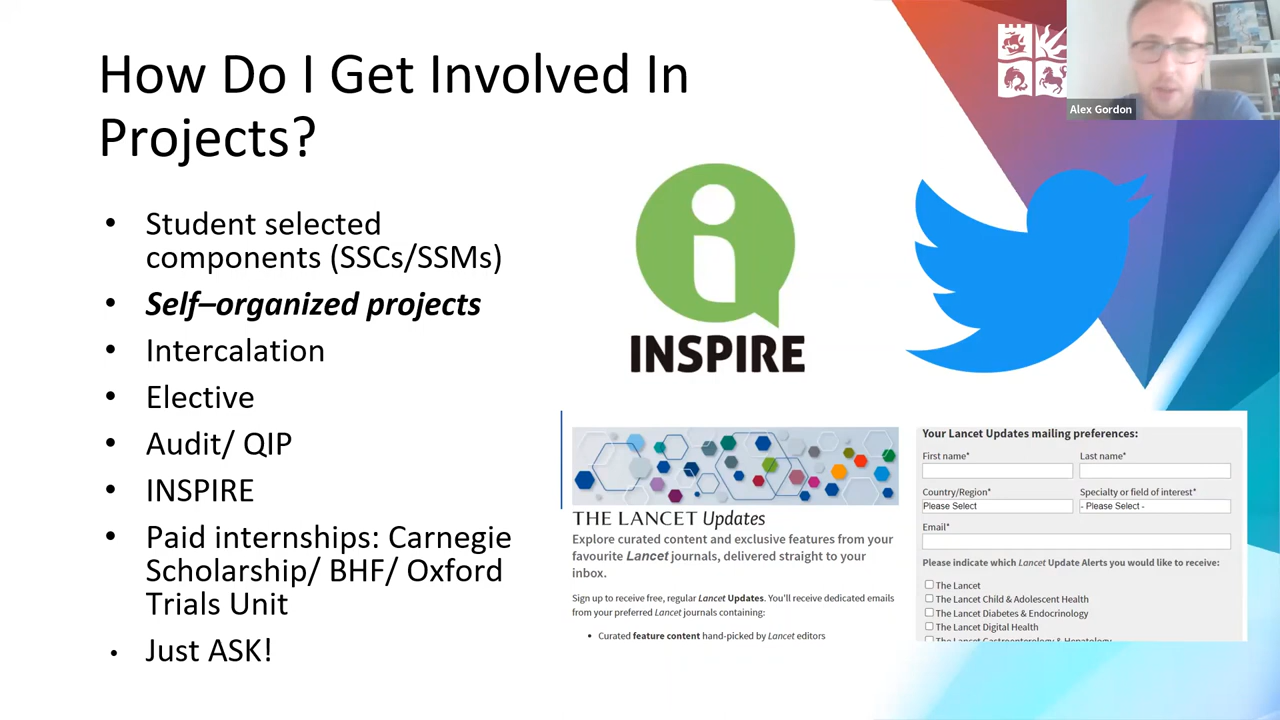 How Do I Get Involved In
Projects?
Alex Gordon
• Student selected
components (SSCs/SSMs)
• Self–organized projects
• Intercalation
• Elective
• Audit/ QIP
• INSPIRE
• Paid internships: Carnegie
Scholarship/ BHF/ Oxford
Trials Unit
• Just ASK!
i
INSPIRE
THE LANCET Updates
Explore curated content and exclusive features from your
favourite Lancet journals, delivered straight to your
inbox.
Sign up to receive free, regular Lancet Updates. You'll receive dedicated emails
from your preferred Lancet journals containing:
• Curated feature content hand-picked by Lancet editors
Your Lancet Updates mailing preferences:
First name* Last name*
Country/Region* Specialty or field of interest*
Please Select - Please Select -
Email*
Please indicate which Lancet Update Alerts you would like to receive:
The Lancet
The Lancet Child & Adolescent Health
The Lancet Diabetes & Endocrinology
The Lancet Digital Health
The Lancet Gastroenterology & Hepatology